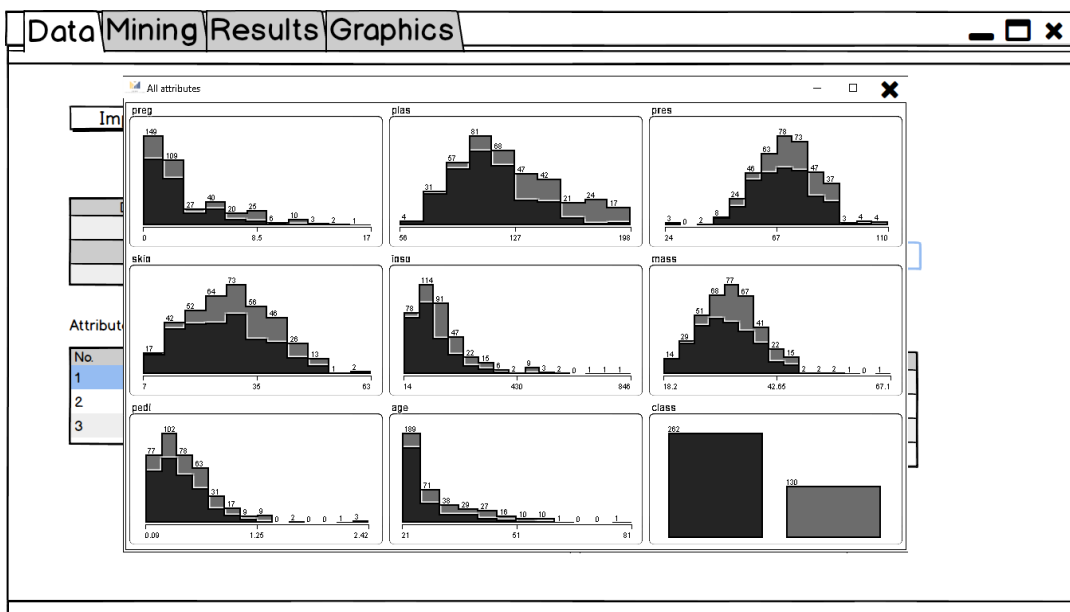 Data Mining Results Graphics
All attributes
Im
Attribut
No.
1
2
3
preg
149 109 27 40 20 25 6 10 3 2 1
0 8.5 17
plas
4 31 57 81 68 47 42 21 24 17
56 127 198
pres
3 0 2 8 24 46 63 78 73 47 37 3 4 4
24 67 110
skin
17 42 52 64 73 56 46 26 13 1 2
7 35 63
insu
78 114 91 47 22 15 6 2 9 3 2 0 1 1 1
14 430 846
mass
14 29 51 68 77 67 41 22 15 2 2 2 1 0 1
18.2 42.65 67.1
pedi
77 102 78 63 31 17 9 9 0 2 0 0 1 3
0.09 1.25 2.42
age
189 71 38 29 27 16 10 10 1 0 0 1
21 51 81
class
262 130